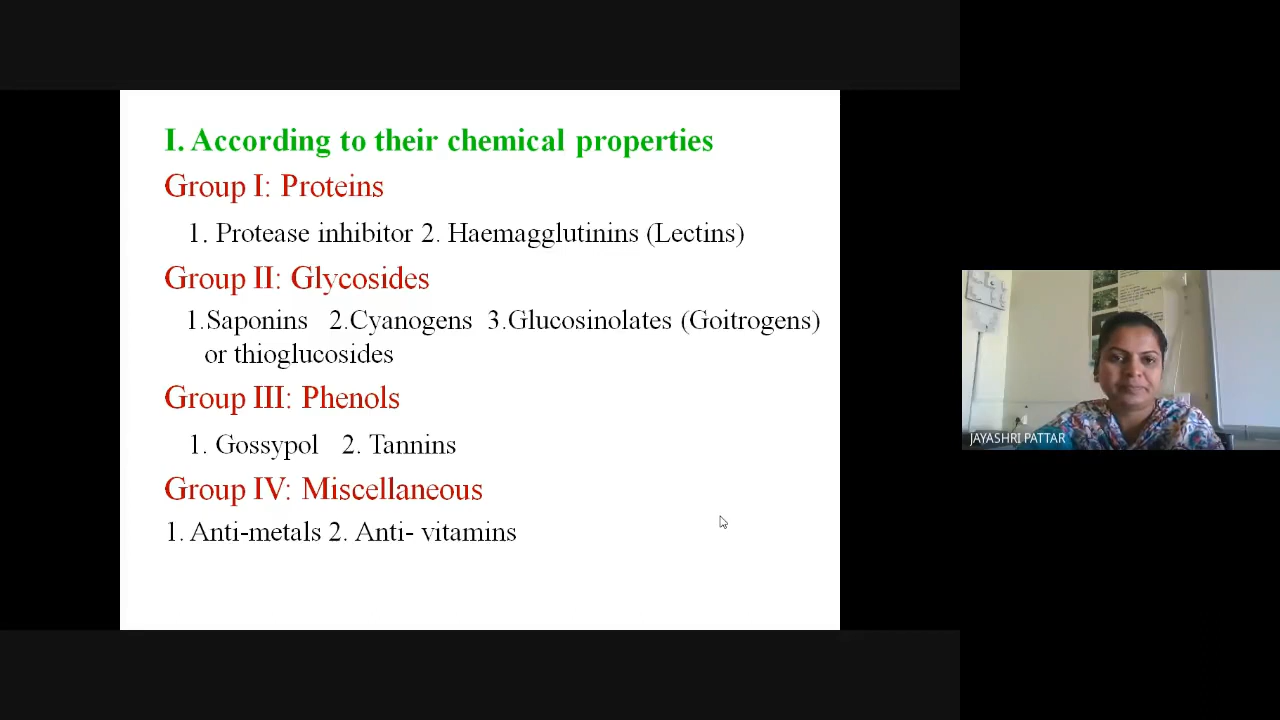 I. According to their chemical properties
Group I: Proteins
1. Protease inhibitor 2. Haemagglutinins (Lectins)
Group II: Glycosides
1.Saponins 2.Cyanogens 3.Glucosinolates (Goitrogens)
or thioglucosides
Group III: Phenols
1. Gossypol 2. Tannins
Group IV: Miscellaneous
1. Anti-metals 2. Anti- vitamins
JAYASHRI PATTAR